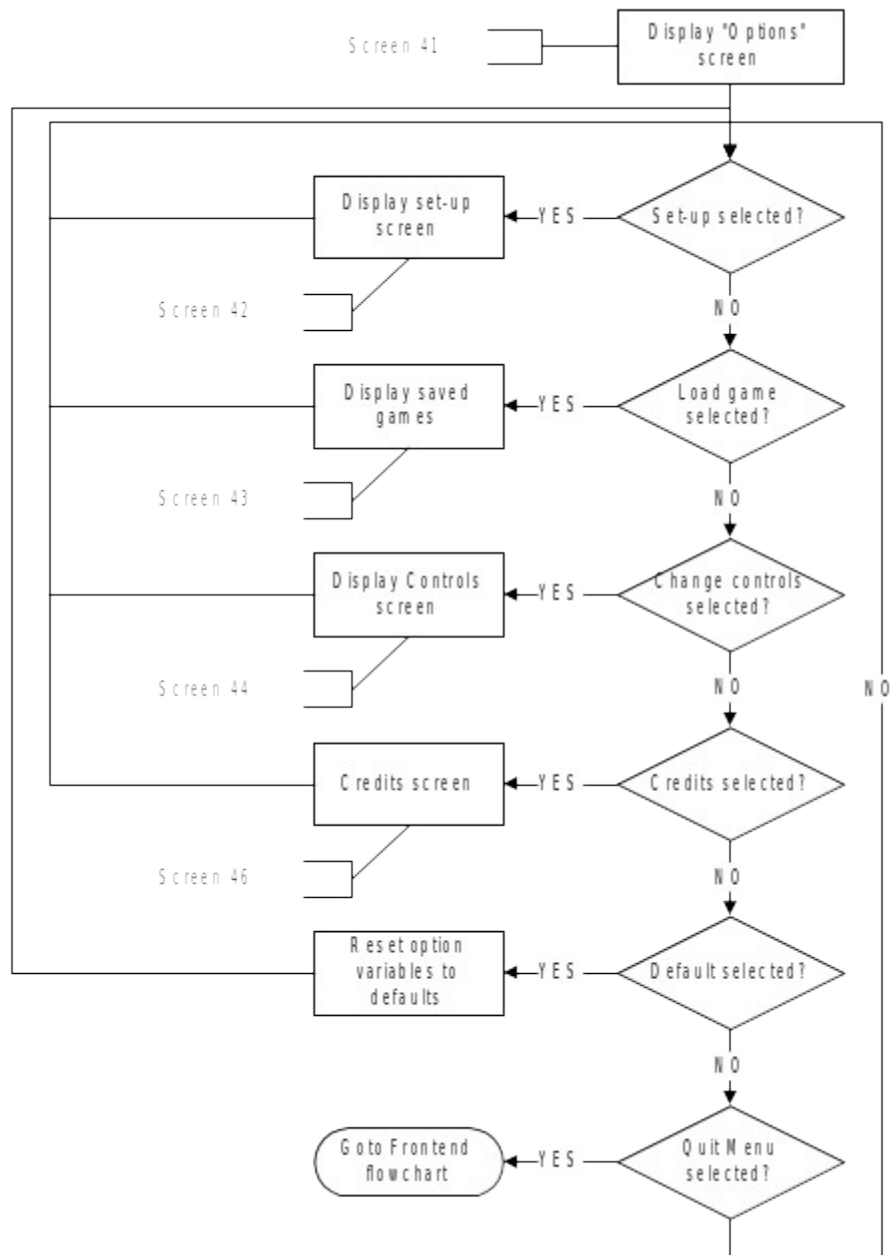 Screen 41
Display "Options"
screen
Display set-up
screen
YES
Set-up selected?
Screen 42
NO
Display saved
games
YES
Load game
selected?
Screen 43
NO
Display Controls
screen
YES
Change controls
selected?
Screen 44
NO
NO
Credits screen
YES
Credits selected?
Screen 46
NO
Reset option
variables to
defaults
YES
Default selected?
NO
Goto Frontend
flowchart
YES
Quit Menu
selected?